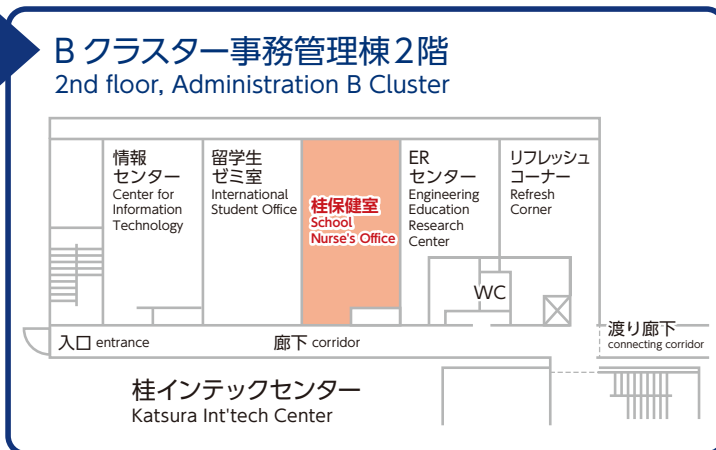 B クラスター事務管理棟2階
2nd floor, Administration B Cluster
情報
センター
Center for
Information
Technology
留学生
ゼミ室
International
Student Office
桂保健室
School
Nurse's Office
ER
センター
Engineering
Education
Research
Center
リフレッシュ
コーナー
Refresh
Corner
WC
入口 entrance
廊下 corridor
渡り廊下
connecting corridor
桂インテックセンター
Katsura Int'tech Center